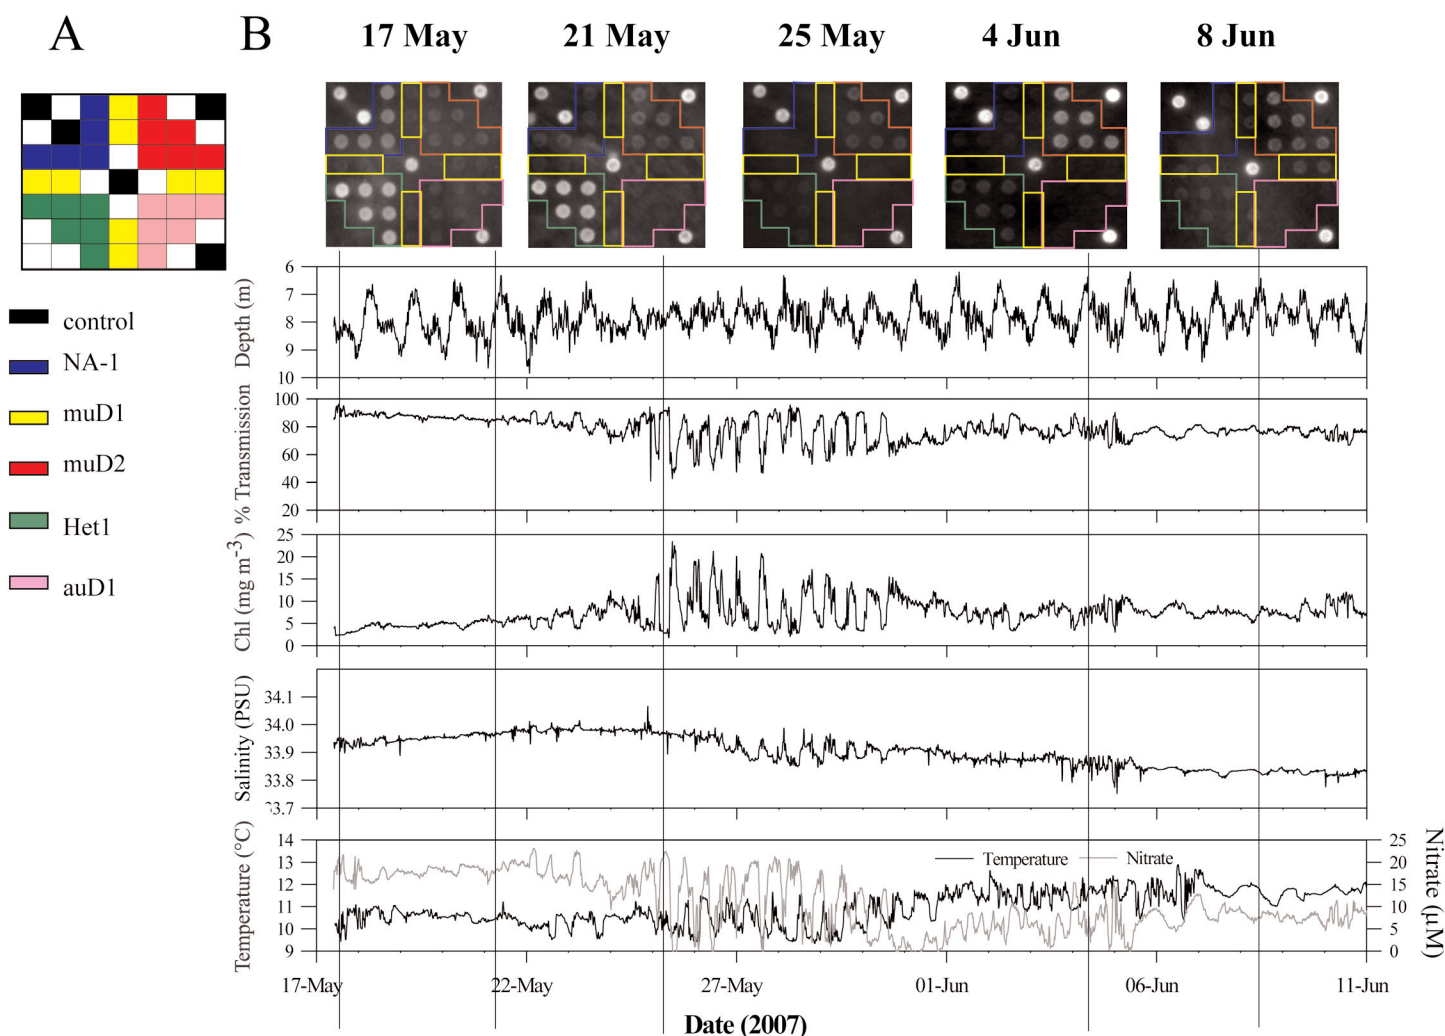 A
B
17 May
21 May
25 May
4 Jun
8 Jun
control
NA-1
muD1
muD2
Het1
auD1
Depth (m)
6
7
8
9
10
% Transmission
100
80
60
40
20
Chl (mg m-3)
25
20
15
10
5
0
Salinity (PSU)
34.1
34.0
33.9
33.8
33.7
Temperature (°C)
14
13
12
11
10
9
Temperature
Nitrate
25
20
15
10
5
0
Nitrate (µM)
17-May
22-May
27-May
01-Jun
06-Jun
11-Jun
Date (2007)